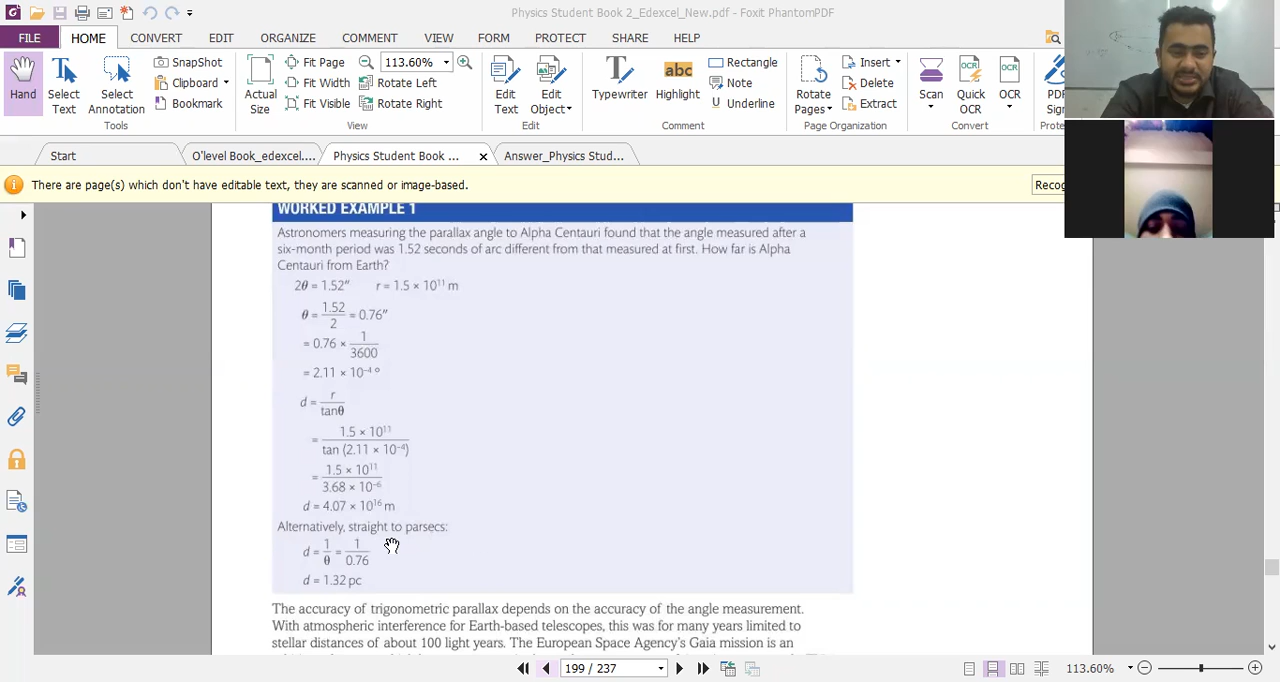 Physics Student Book 2_Edexcel_New.pdf - Foxit PhantomPDF
FILE HOME CONVERT EDIT ORGANIZE COMMENT VIEW FORM PROTECT SHARE HELP
Hand
Select Text
Select Annotation
SnapShot
Clipboard
Bookmark
Tools
Actual Size
Fit Page
Fit Width
Fit Visible
113.60%
Rotate Left
Rotate Right
View
Edit Text
Edit Object
Edit
Typewriter
abc
Highlight
Rectangle
Note
Underline
Comment
Rotate Pages
Insert
Delete
Extract
Page Organization
Scan
Quick OCR
OCR
Convert
PDF
Sign
Start
O'level Book_edexcel....
Physics Student Book ...
Answer_Physics Stud...
There are page(s) which don't have editable text, they are scanned or image-based.
WORKED EXAMPLE 1
Astronomers measuring the parallax angle to Alpha Centauri found that the angle measured after a
six-month period was 1.52 seconds of arc different from that measured at first. How far is Alpha
Centauri from Earth?
2θ = 1.52″ r = 1.5 × 10¹¹ m
θ = 1.52/2 = 0.76″
= 0.76 × 1/3600
= 2.11 × 10⁻⁴ °
d = r/tanθ
= 1.5 × 10¹¹/tan (2.11 × 10⁻⁴)
= 1.5 × 10¹¹/3.68 × 10⁻⁶
d = 4.07 × 10¹⁶ m
Alternatively, straight to parsecs:
d = 1/θ = 1/0.76
d = 1.32 pc
The accuracy of trigonometric parallax depends on the accuracy of the angle measurement.
With atmospheric interference for Earth-based telescopes, this was for many years limited to
stellar distances of about 100 light years. The European Space Agency's Gaia mission is an
199 / 237
113.60%